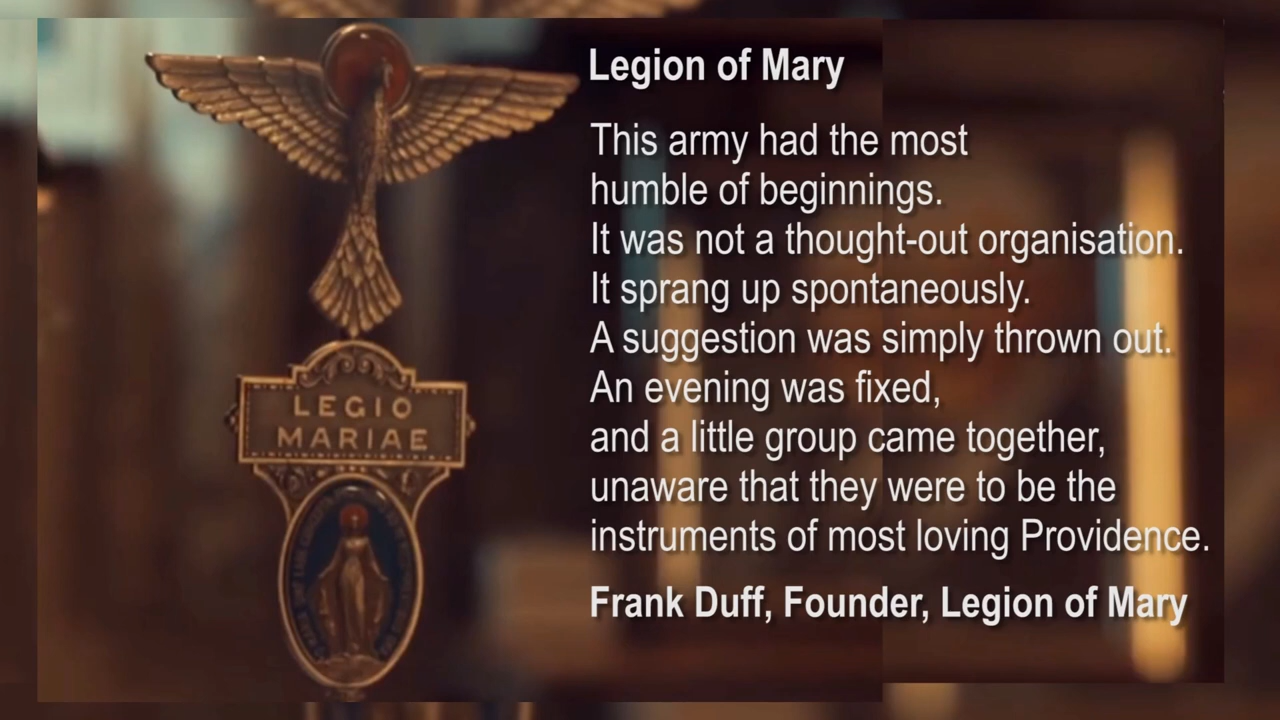 Legion of Mary
This army had the most
humble of beginnings.
It was not a thought-out organisation.
It sprang up spontaneously.
A suggestion was simply thrown out.
An evening was fixed,
and a little group came together,
unaware that they were to be the
instruments of most loving Providence.
Frank Duff, Founder, Legion of Mary
LEGIO
MARIAE